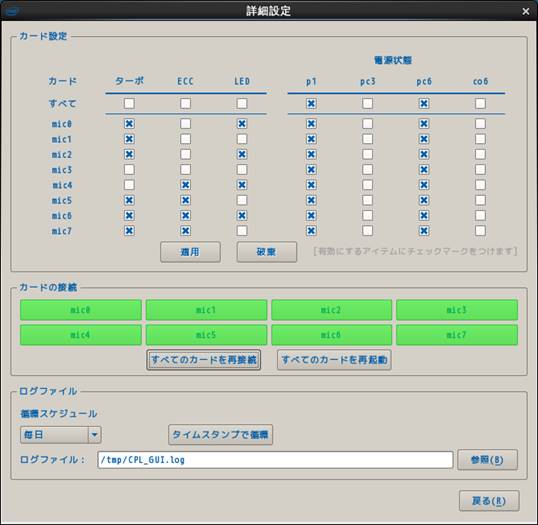 詳細設定
カード設定
電源状態
カード ターボ ECC LED p1 pc3 pc6 co6
すべて
mic0
mic1
mic2
mic3
mic4
mic5
mic6
mic7
適用 破棄 [有効にするアイテムにチェックマークをつけます]
カードの接続
mic0 mic1 mic2 mic3
mic4 mic5 mic6 mic7
すべてのカードを再接続 すべてのカードを再起動
ログファイル
循環スケジュール
毎日 タイムスタンプで循環
ログファイル： /tmp/CPL_GUI.log 参照(B)
戻る(R)